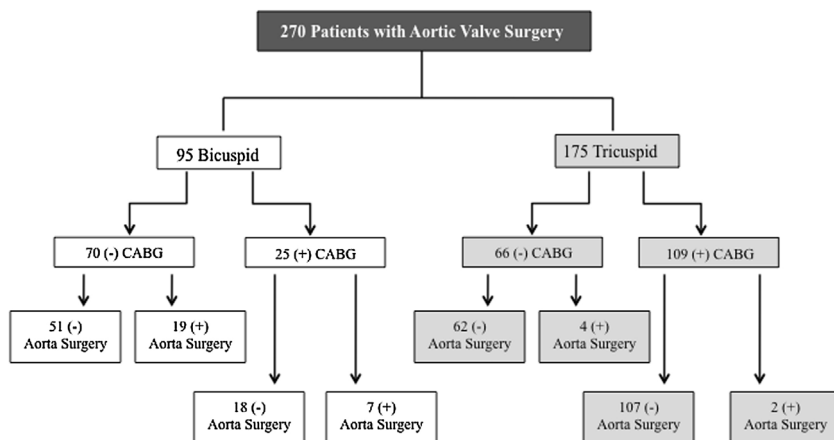 270 Patients with Aortic Valve Surgery
95 Bicuspid
175 Tricuspid
70 (-) CABG
25 (+) CABG
66 (-) CABG
109 (+) CABG
51 (-)
Aorta Surgery
19 (+)
Aorta Surgery
62 (-)
Aorta Surgery
4 (+)
Aorta Surgery
18 (-)
Aorta Surgery
7 (+)
Aorta Surgery
107 (-)
Aorta Surgery
2 (+)
Aorta Surgery